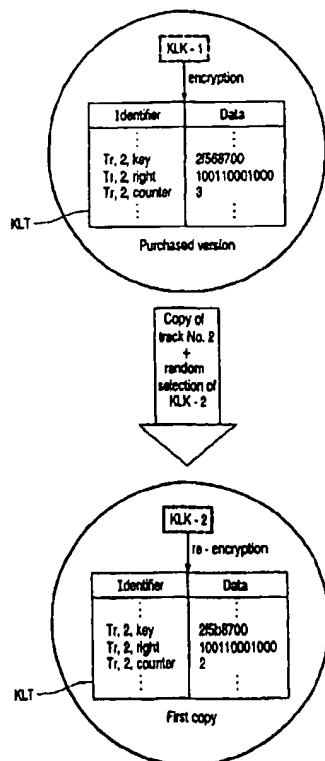 KLK - 1
encryption
Identifier Data
Tr, 2, key 2f568700
Tr, 2, right 100110001000
Tr, 2, counter 3
KLT
Purchased version
Copy of
track No. 2
+
random
selection of
KLK - 2
KLK - 2
re - encryption
Identifier Data
Tr, 2, key 2f5b8700
Tr, 2, right 100110001000
Tr, 2, counter 2
KLT
First copy